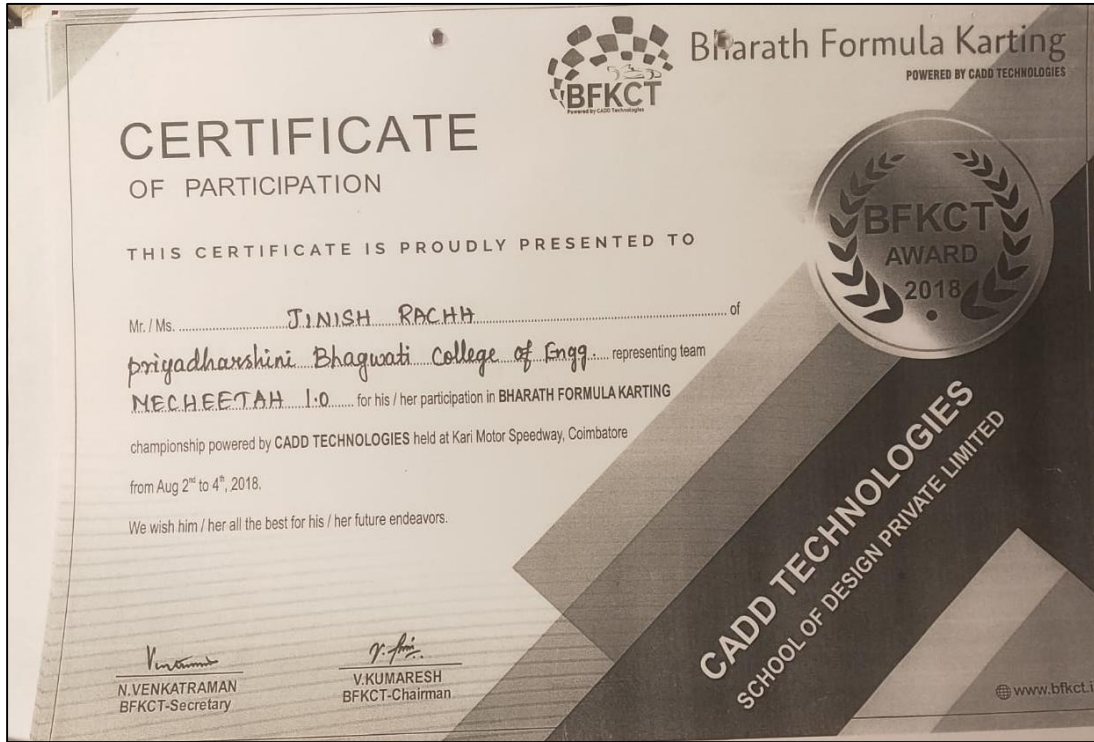 Bharath Formula Karting
POWERED BY CADD TECHNOLOGIES
BFKCT
Powered by CADD Technologies
CERTIFICATE
OF PARTICIPATION
THIS CERTIFICATE IS PROUDLY PRESENTED TO
BFKCT
AWARD
2018
Mr. / Ms. JINISH RACHH of
priyadharshini Bhagwati College of Engg. representing team
MECHEETAH 1.0 for his / her participation in BHARATH FORMULA KARTING
championship powered by CADD TECHNOLOGIES held at Kari Motor Speedway, Coimbatore
from Aug 2nd to 4th, 2018.
We wish him / her all the best for his / her future endeavors.
CADD TECHNOLOGIES
SCHOOL OF DESIGN PRIVATE LIMITED
N.VENKATRAMAN
BFKCT-Secretary
V.KUMARESH
BFKCT-Chairman
www.bfkct.i